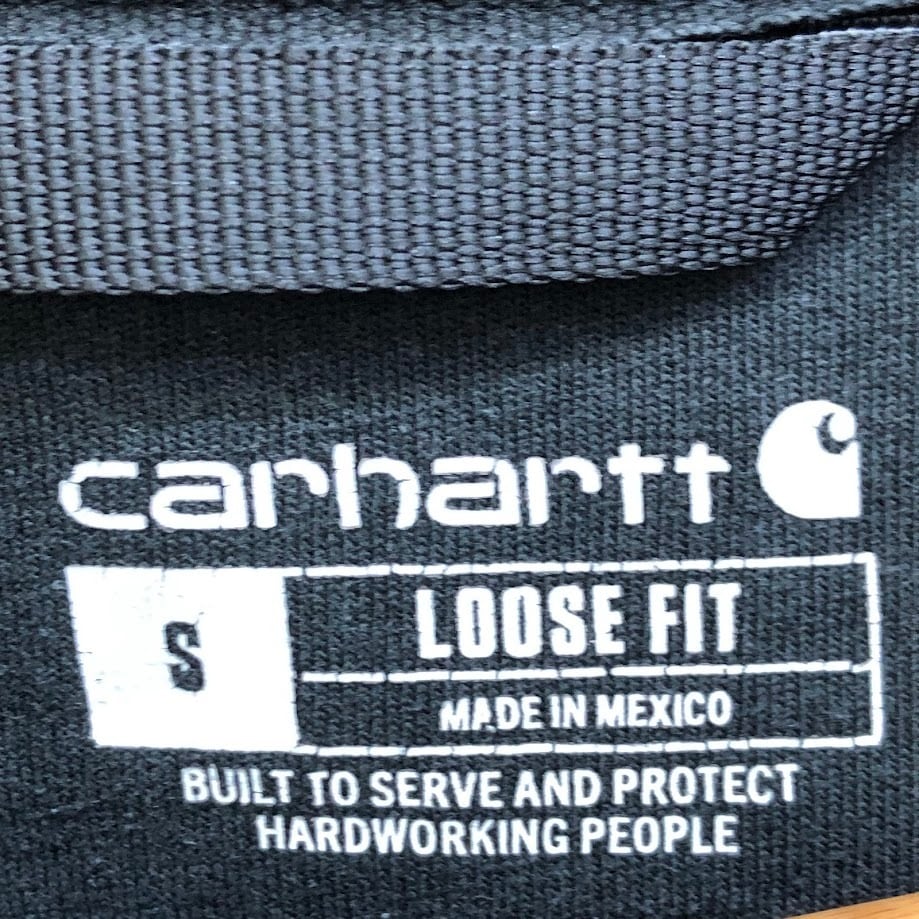 carhartt
S
LOOSE FIT
MADE IN MEXICO
BUILT TO SERVE AND PROTECT
HARDWORKING PEOPLE